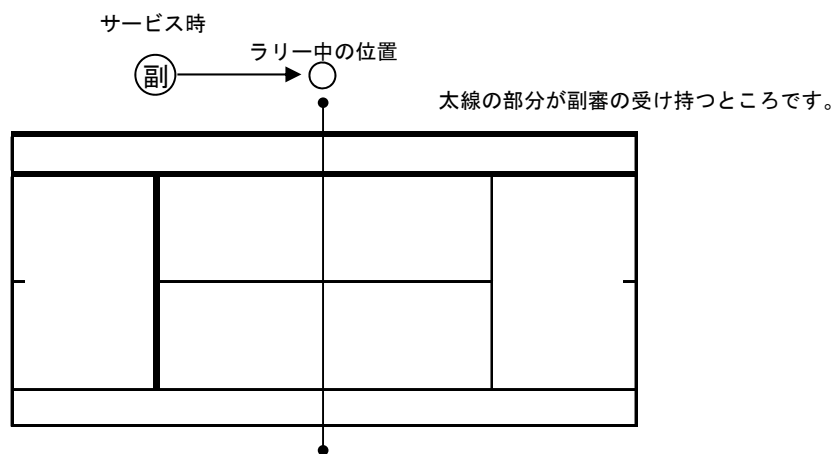 サービス時
ラリー中の位置
副
太線の部分が副審の受け持つところです。